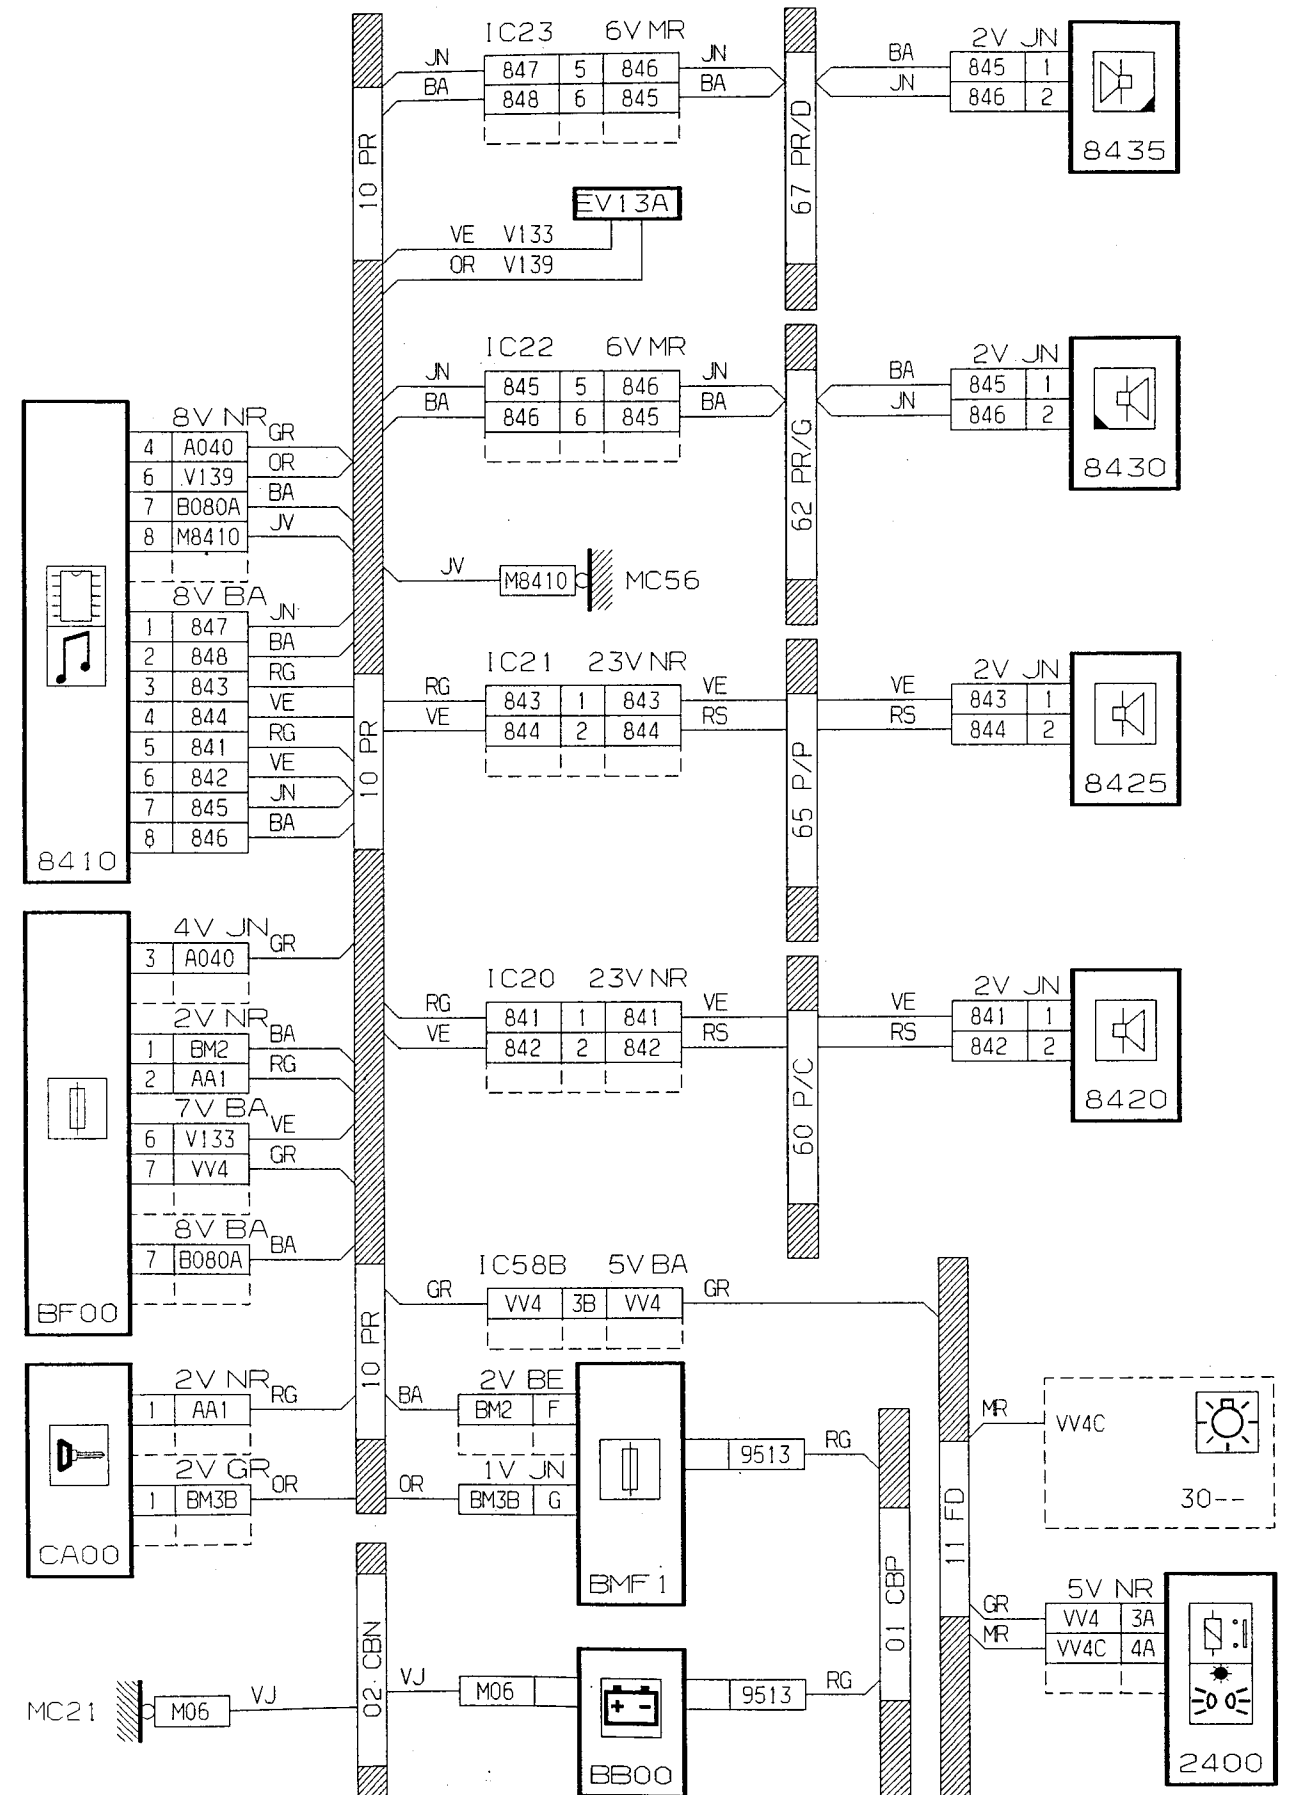 IC23 6V MR
JN 847 5 846 JN
BA 848 6 845 BA
10 PR
67 PR/D
2V JN
BA 845 1
JN 846 2
8435
EV13A
VE V133
OR V139
IC22 6V MR
JN 845 5 846 JN
BA 846 6 845 BA
62 PR/G
2V JN
BA 845 1
JN 846 2
8430
8V NR
4 A040 GR
6 V139 OR
7 B080A BA
8 M8410 JV
8V BA
1 847 JN
2 848 BA
3 843 RG
4 844 VE
5 841 RG
6 842 VE
7 845 JN
8 846 BA
8410
JV M8410 MC56
IC21 23V NR
RG 843 1 843 VE
VE 844 2 844 RS
10 PR
65 P/P
2V JN
VE 843 1
RS 844 2
8425
4V JN
3 A040 GR
2V NR
1 BM2 BA
2 AA1 RG
7V BA
6 V133 VE
7 VV4 GR
8V BA
7 B080A BA
BF00
IC20 23V NR
RG 841 1 841 VE
VE 842 2 842 RS
60 P/C
2V JN
VE 841 1
RS 842 2
8420
IC58B 5V BA
GR VV4 3B VV4 GR
10 PR
2V NR
1 AA1 RG
2V GR
1 BM3B OR
CA00
2V BE
BA BM2 F
1V JN
OR BM3B G
BMF1
9513 RG
01 CBP
11 FD
MR VV4C
30--
5V NR
GR VV4 3A
MR VV4C 4A
2400
MC21 M06 VJ
02 CBN
VJ M06
BB00
9513 RG